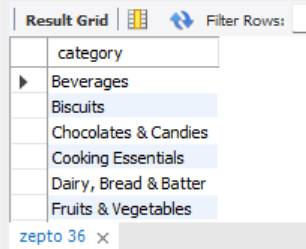 Result Grid Filter Rows:
category
Beverages
Biscuits
Chocolates & Candies
Cooking Essentials
Dairy, Bread & Batter
Fruits & Vegetables
zepto 36 ×